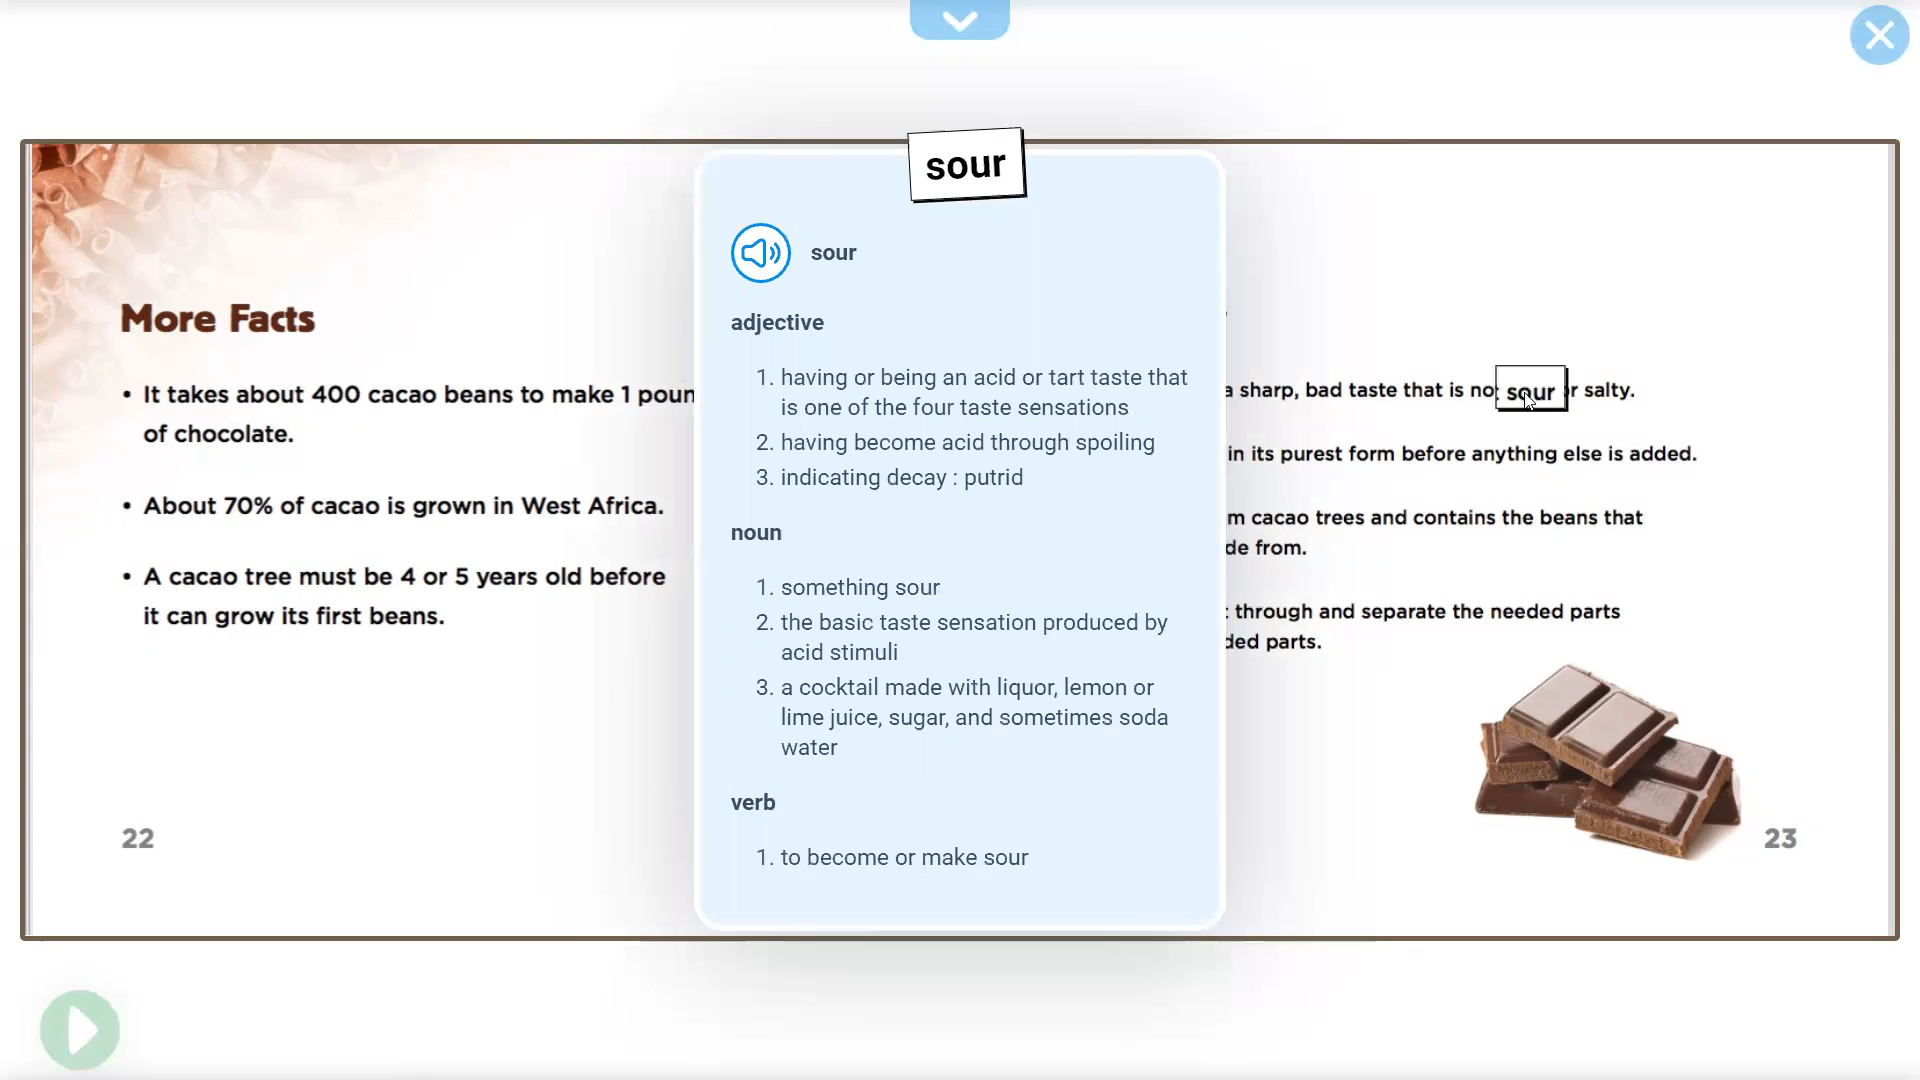 sour
sour
adjective
1. having or being an acid or tart taste that
is one of the four taste sensations
2. having become acid through spoiling
3. indicating decay : putrid
noun
1. something sour
2. the basic taste sensation produced by
acid stimuli
3. a cocktail made with liquor, lemon or
lime juice, sugar, and sometimes soda
water
verb
1. to become or make sour
More Facts
• It takes about 400 cacao beans to make 1 poun
of chocolate.
• About 70% of cacao is grown in West Africa.
• A cacao tree must be 4 or 5 years old before
it can grow its first beans.
22
a sharp, bad taste that is not sour or salty.
in its purest form before anything else is added.
m cacao trees and contains the beans that
de from.
through and separate the needed parts
ded parts.
23